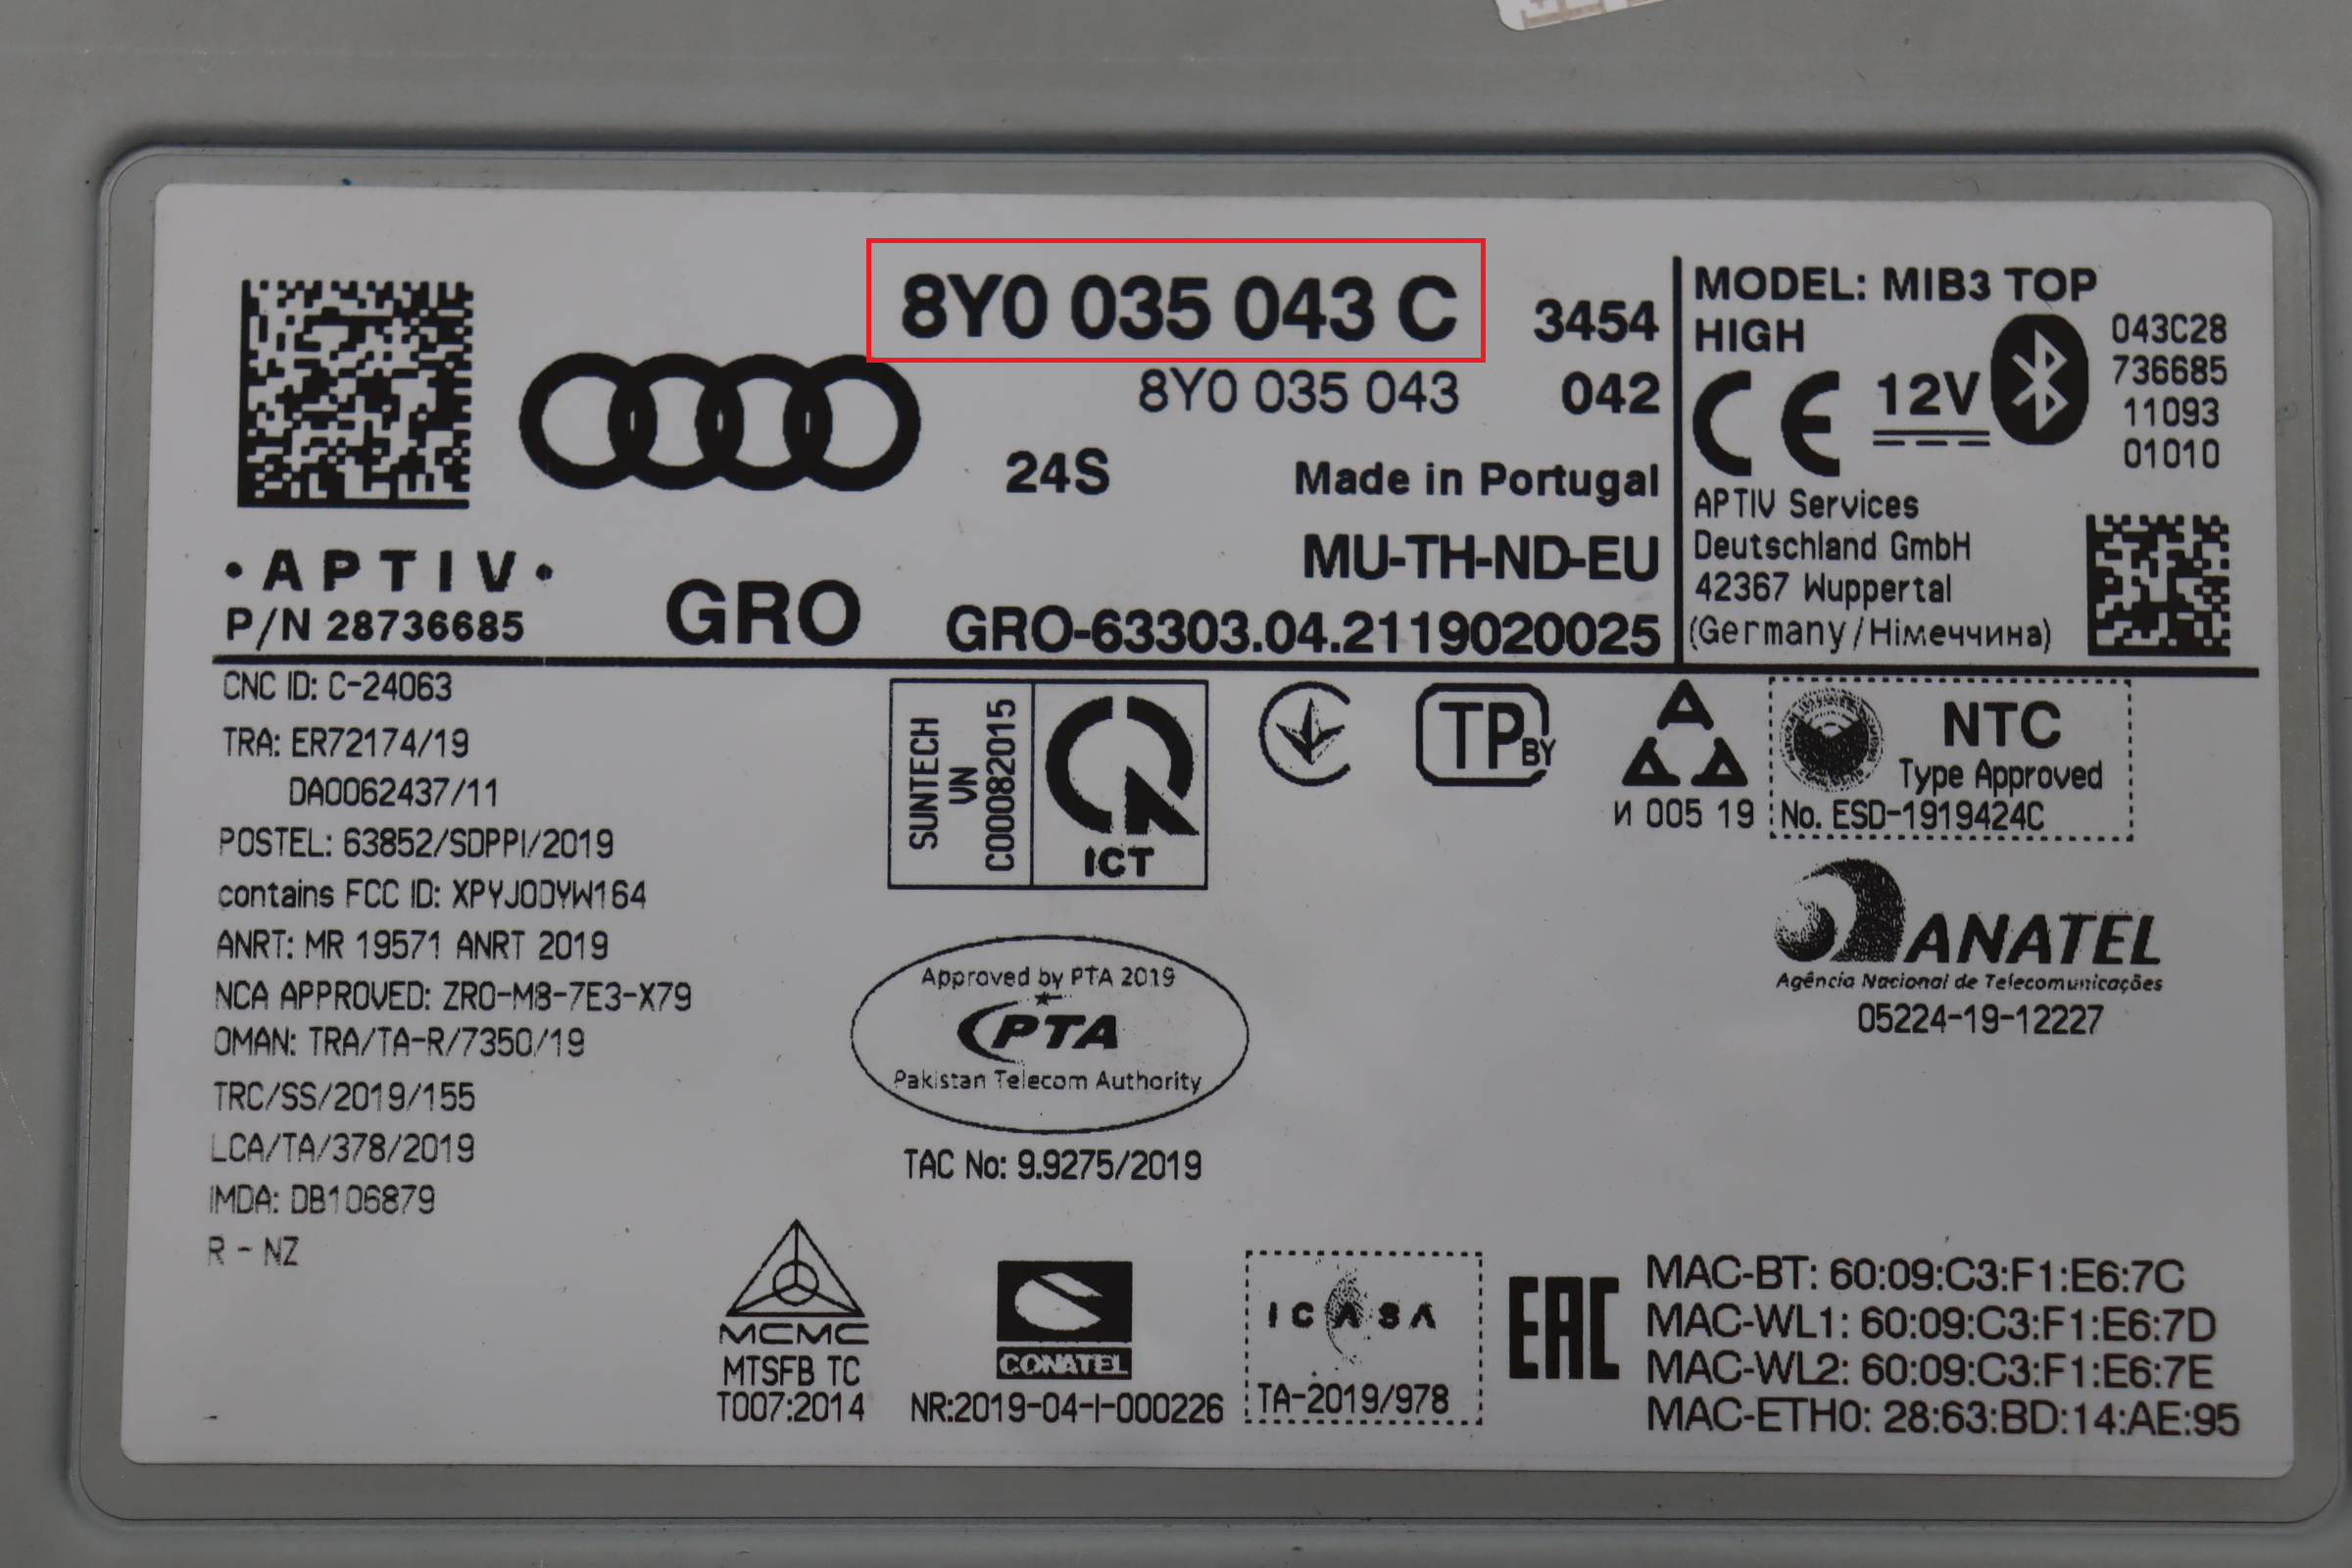 8Y0 035 043 C 3454
8Y0 035 043 042
24S Made in Portugal
MU-TH-ND-EU
GRO GRO-63303.04.2119020025
• A P T I V •
P/N 28736685
MODEL: MIB3 TOP
HIGH
CE 12V
043C28
736685
11093
01010
APTIV Services
Deutschland GmbH
42367 Wuppertal
(Germany/Німеччина)
CNC ID: C-24063
TRA: ER72174/19
DA0062437/11
POSTEL: 63852/SDPPI/2019
contains FCC ID: XPYJODYW164
ANRT: MR 19571 ANRT 2019
NCA APPROVED: ZRO-M8-7E3-X79
OMAN: TRA/TA-R/7350/19
TRC/SS/2019/155
LCA/TA/378/2019
IMDA: DB106879
R - NZ
SUNTECH
VN
C00082015
ICT
TP BY
И 005 19
NTC
Type Approved
No. ESD-1919424C
ANATEL
Agência Nacional de Telecomunicações
05224-19-12227
Approved by PTA 2019
PTA
Pakistan Telecom Authority
TAC No: 9.9275/2019
MCMC
MTSFB TC
T007:2014
CONATEL
NR:2019-04-I-000226
ICASA
TA-2019/978
EAC
MAC-BT: 60:09:C3:F1:E6:7C
MAC-WL1: 60:09:C3:F1:E6:7D
MAC-WL2: 60:09:C3:F1:E6:7E
MAC-ETH0: 28:63:BD:14:AE:95